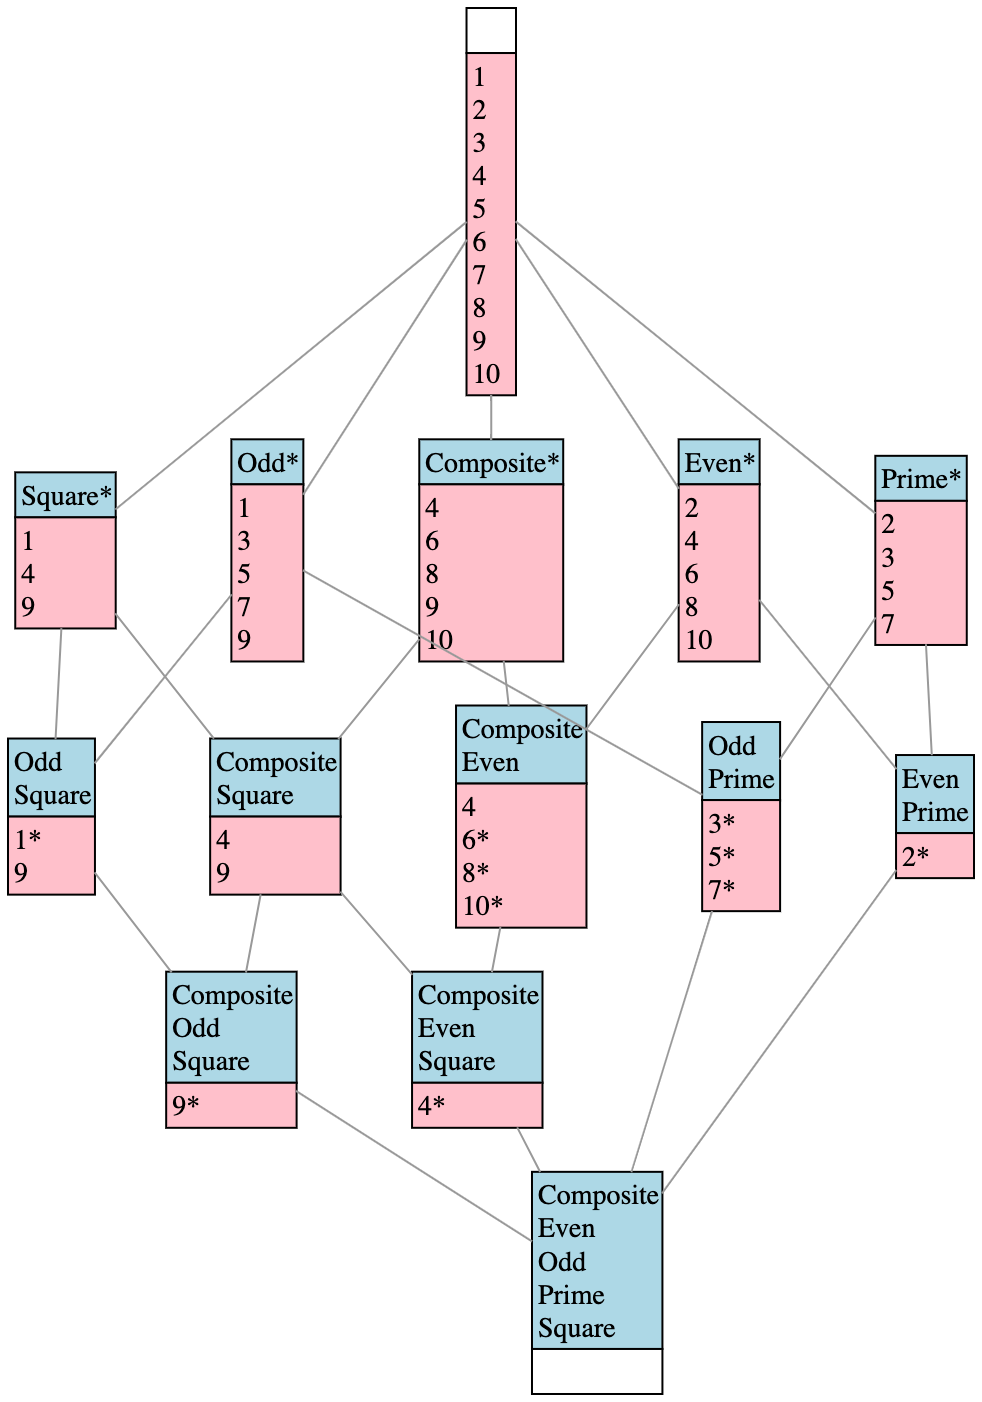 1
2
3
4
5
6
7
8
9
10
Square*
1
4
9
Odd*
1
3
5
7
9
Composite*
4
6
8
9
10
Even*
2
4
6
8
10
Prime*
2
3
5
7
Odd
Square
1*
9
Composite
Square
4
9
Composite
Even
4
6*
8*
10*
Odd
Prime
3*
5*
7*
Even
Prime
2*
Composite
Odd
Square
9*
Composite
Even
Square
4*
Composite
Even
Odd
Prime
Square